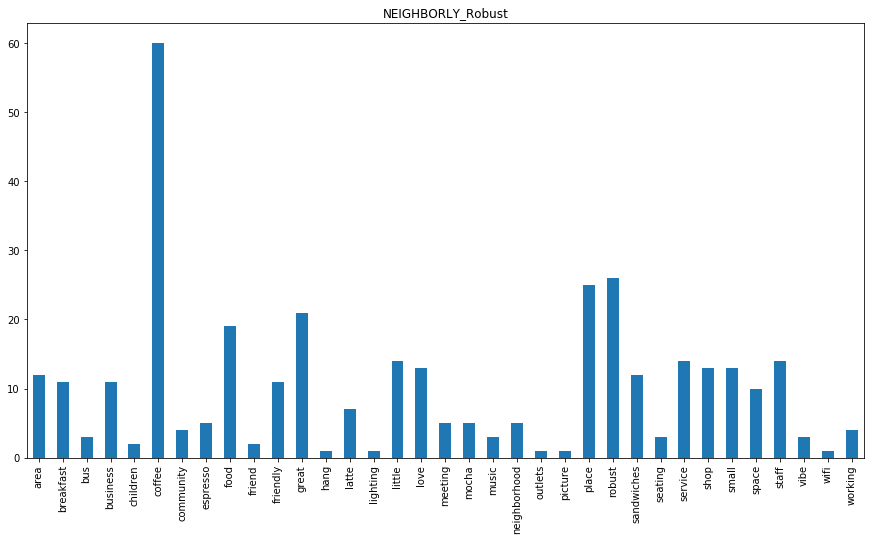 NEIGHBORLY_Robust
60
50
40
30
20
10
0
area
breakfast
bus
business
children
coffee
community
espresso
food
friend
friendly
great
hang
latte
lighting
little
love
meeting
mocha
music
neighborhood
outlets
picture
place
robust
sandwiches
seating
service
shop
small
space
staff
vibe
wifi
working